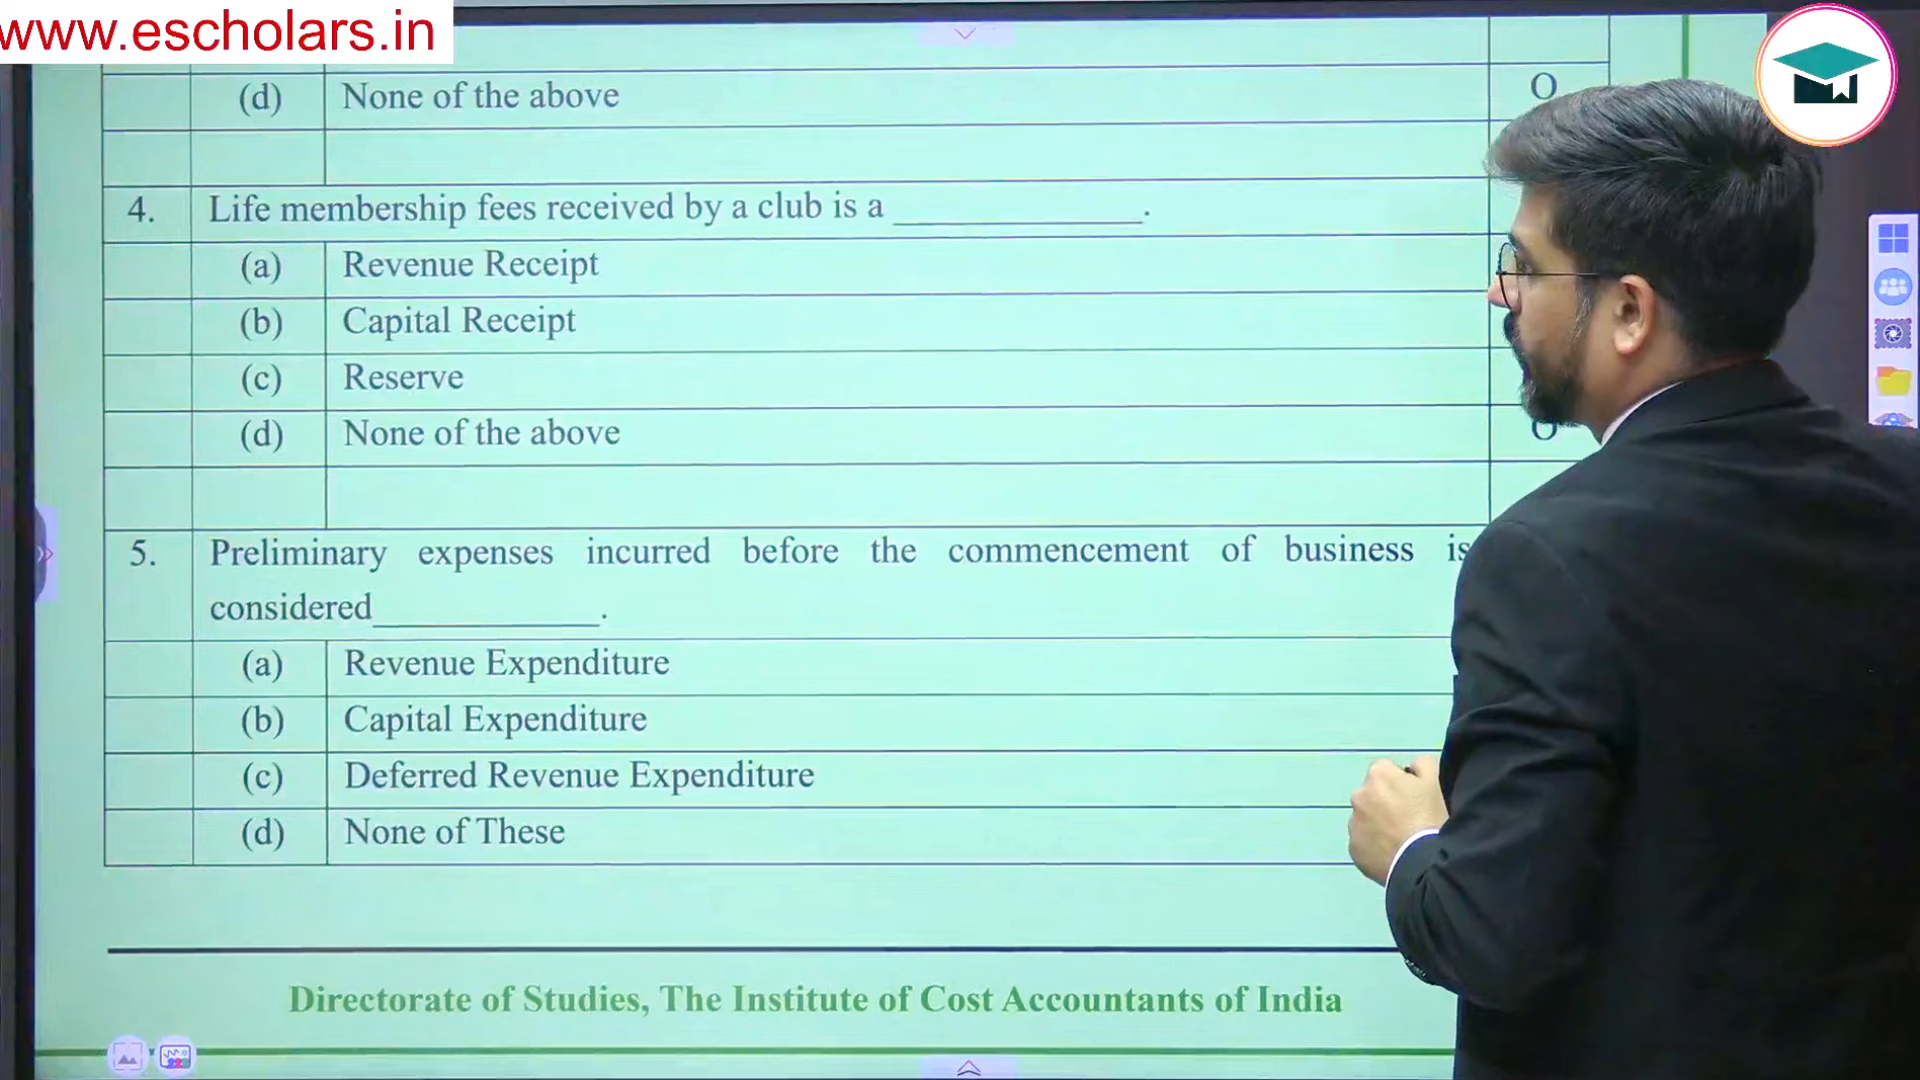 www.escholars.in
(d) None of the above O
4. Life membership fees received by a club is a ____________.
(a) Revenue Receipt
(b) Capital Receipt
(c) Reserve
(d) None of the above O
5. Preliminary expenses incurred before the commencement of business is
considered___________.
(a) Revenue Expenditure
(b) Capital Expenditure
(c) Deferred Revenue Expenditure
(d) None of These
Directorate of Studies, The Institute of Cost Accountants of India